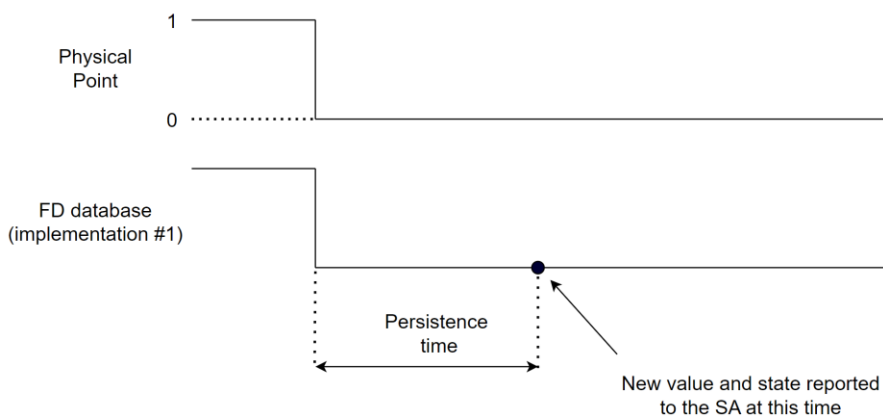 1
Physical
Point
0
FD database
(implementation #1)
Persistence
time
New value and state reported
to the SA at this time